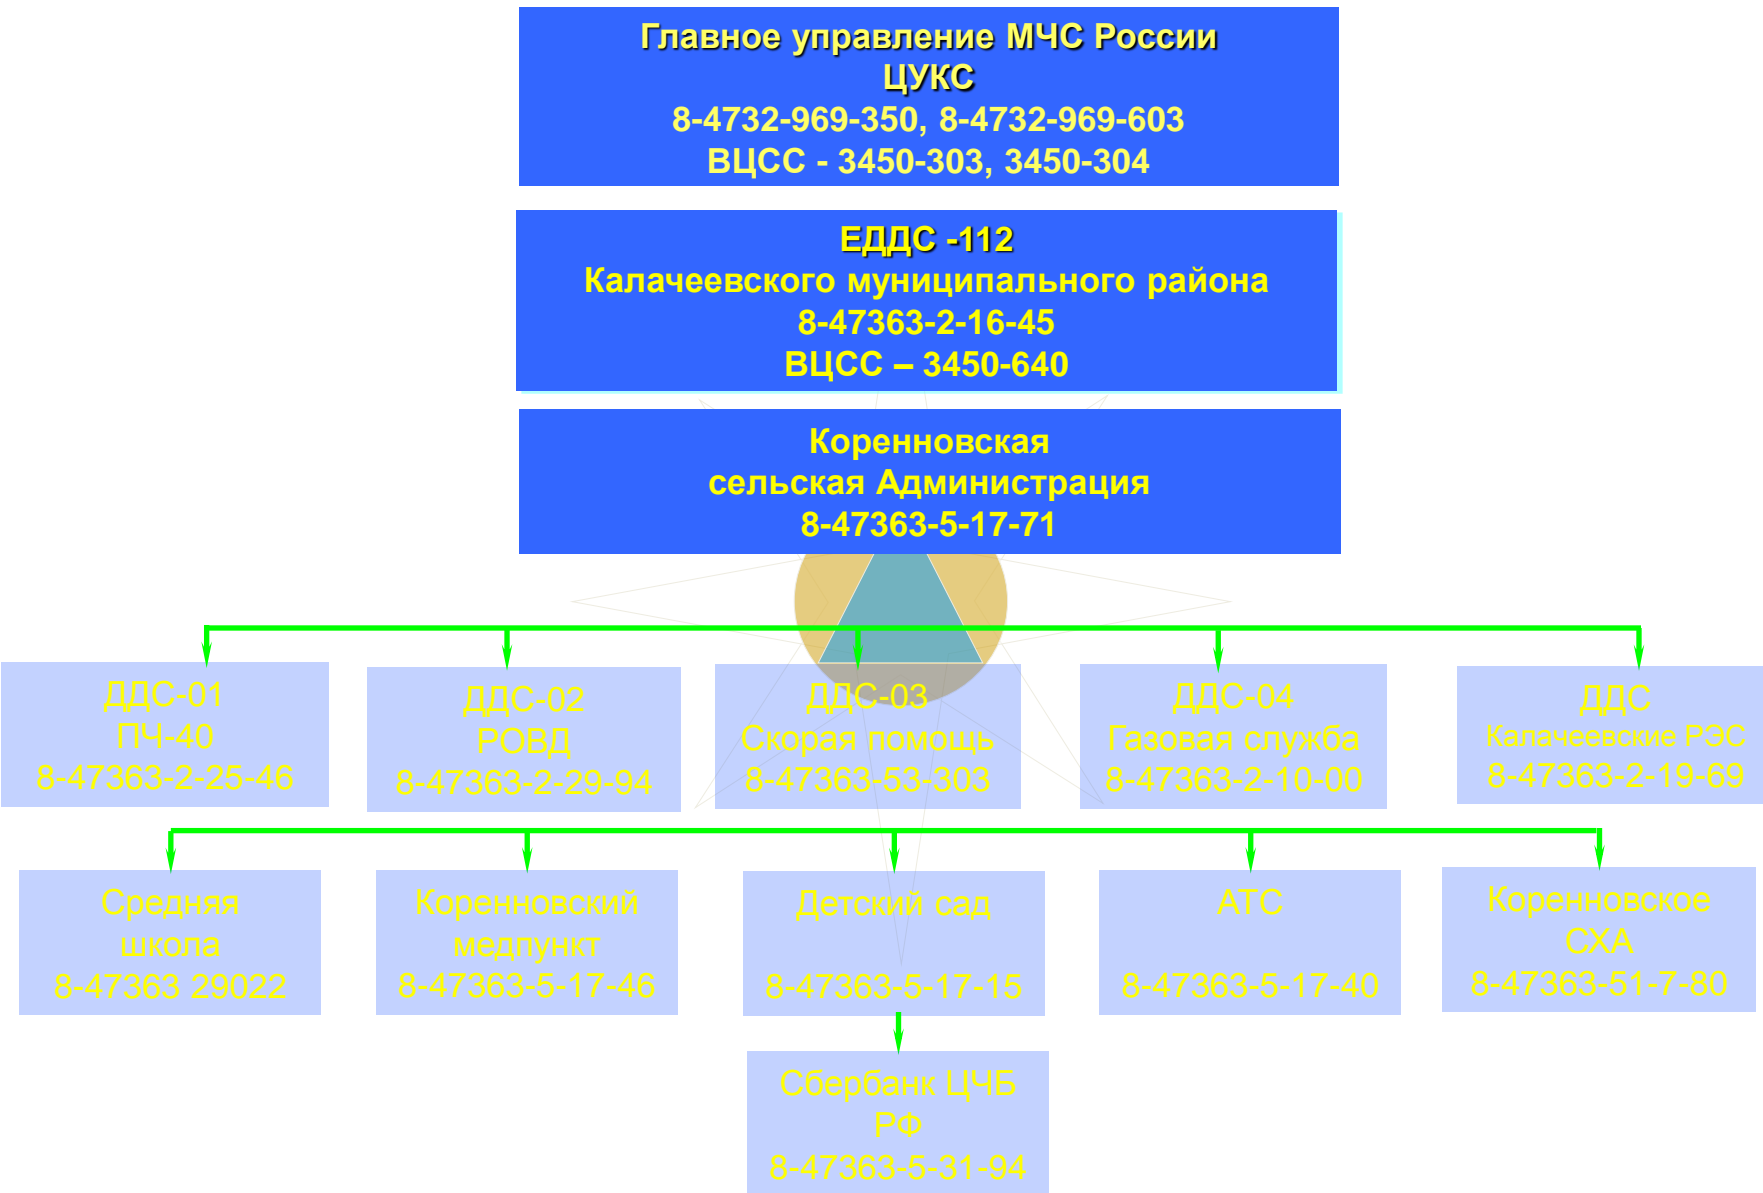 Главное управление МЧС России
ЦУКС
8-4732-969-350, 8-4732-969-603
ВЦСС - 3450-303, 3450-304
ЕДДС -112
Калачеевского муниципального района
8-47363-2-16-45
ВЦСС – 3450-640
Коренновская
сельская Администрация
8-47363-5-17-71
ДДС-01
ПЧ-40
8-47363-2-25-46
ДДС-02
РОВД
8-47363-2-29-94
ДДС-03
Скорая помощь
8-47363-53-303
ДДС-04
Газовая служба
8-47363-2-10-00
ДДС
Калачеевские РЭС
8-47363-2-19-69
Средняя
школа
8-47363 29022
Коренновский
медпункт
8-47363-5-17-46
Детский сад
8-47363-5-17-15
АТС
8-47363-5-17-40
Коренновское
СХА
8-47363-51-7-80
Сбербанк ЦЧБ
РФ
8-47363-5-31-94